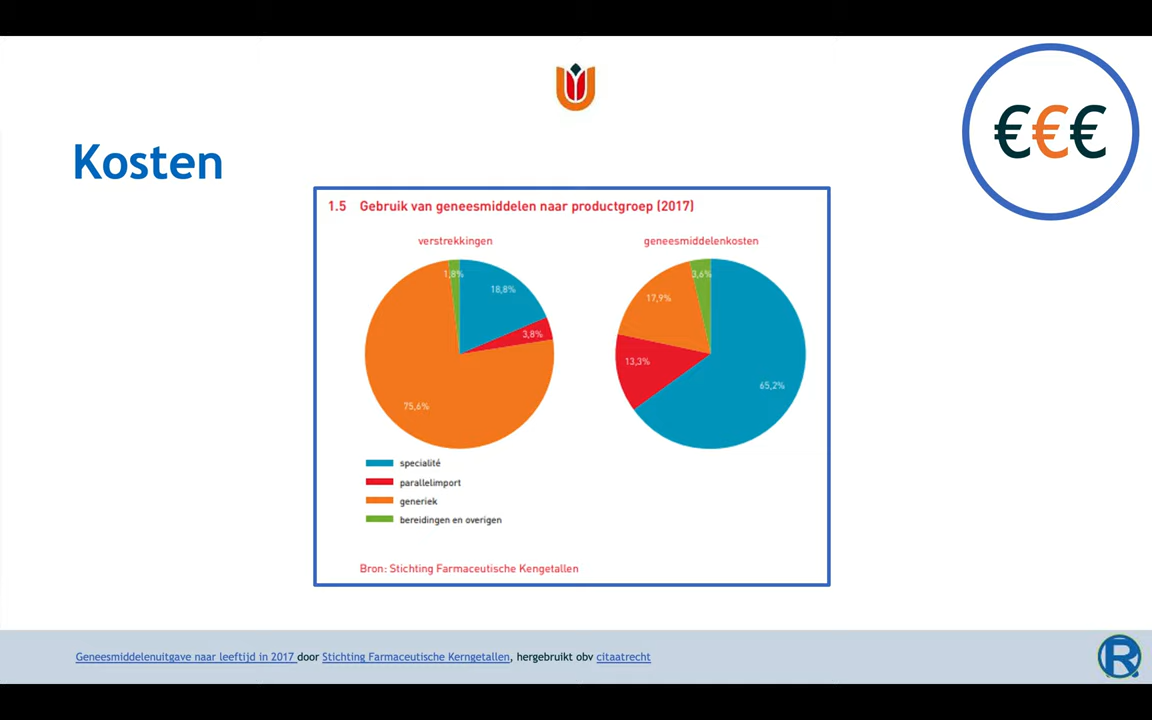 €€€
Kosten
1.5 Gebruik van geneesmiddelen naar productgroep (2017)
verstrekkingen
geneesmiddelenkosten
1,8%
18,8%
3,8%
75,6%
3,6%
17,9%
13,3%
65,2%
specialité
parallelimport
generiek
bereidingen en overigen
Bron: Stichting Farmaceutische Kengetallen
Geneesmiddelenuitgave naar leeftijd in 2017 door Stichting Farmaceutische Kerngetallen, hergebruikt obv citaatrecht
R